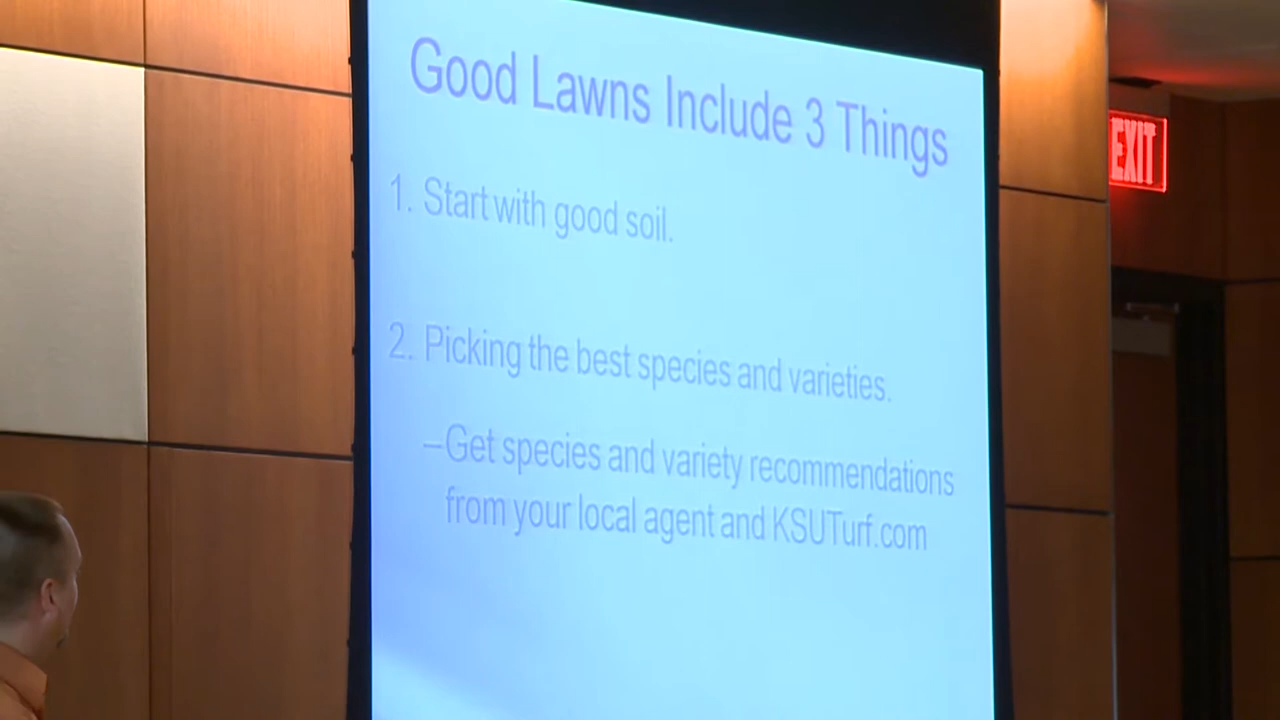 Good Lawns Include 3 Things
1. Start with good soil.
2. Picking the best species and varieties.
–Get species and variety recommendations
from your local agent and KSUTurf.com
EXIT